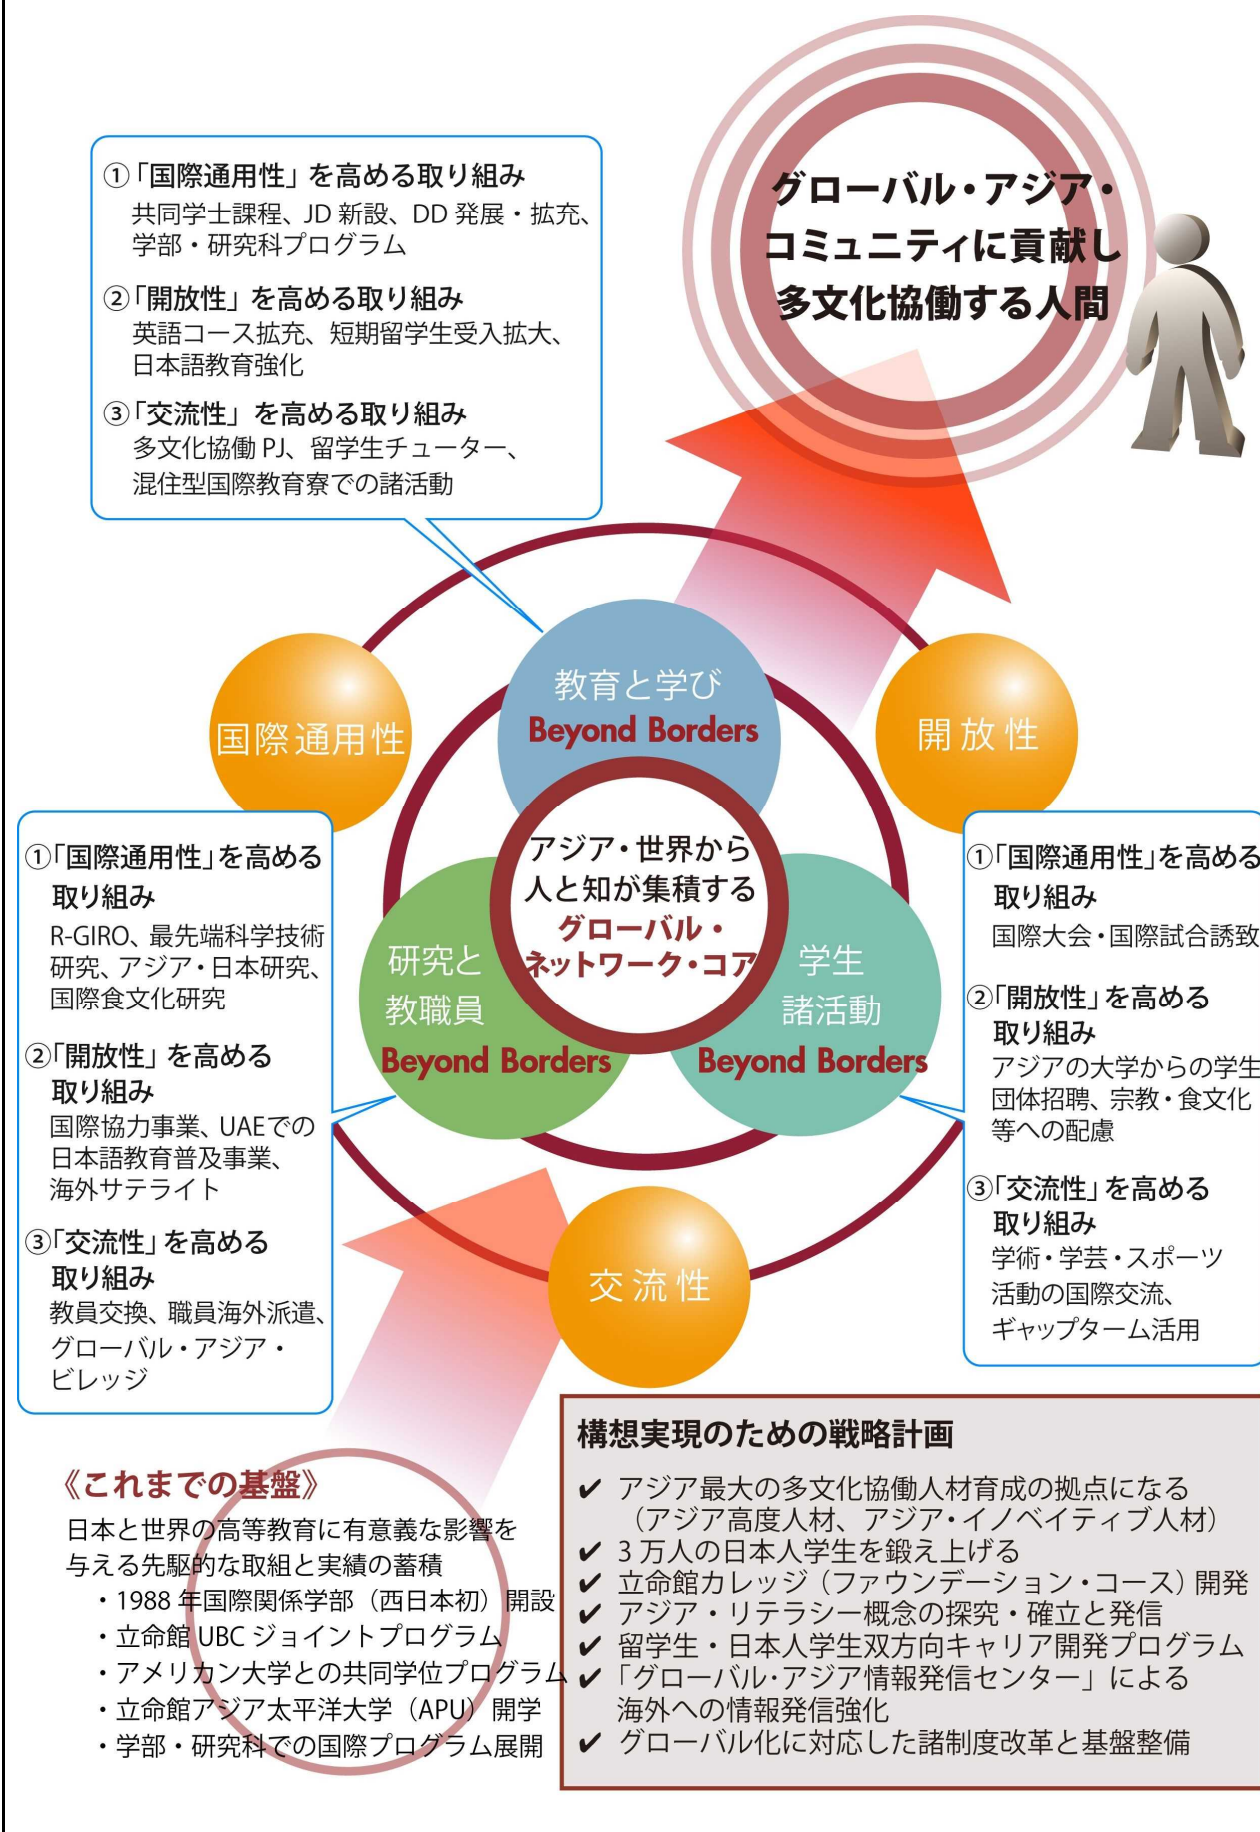 グローバル・アジア・
コミュニティに貢献し
多文化協働する人間
①「国際通用性」を高める取り組み
共同学士課程、JD 新設、DD 発展・拡充、
学部・研究科プログラム
②「開放性」を高める取り組み
英語コース拡充、短期留学生受入拡大、
日本語教育強化
③「交流性」を高める取り組み
多文化協働 PJ、留学生チューター、
混住型国際教育寮での諸活動
国際通用性
教育と学び
Beyond Borders
開放性
アジア・世界から
人と知が集積する
グローバル・
ネットワーク・コア
研究と
教職員
Beyond Borders
学生
諸活動
Beyond Borders
交流性
①「国際通用性」を高める
取り組み
R-GIRO、最先端科学技術
研究、アジア・日本研究、
国際食文化研究
②「開放性」を高める
取り組み
国際協力事業、UAEでの
日本語教育普及事業、
海外サテライト
③「交流性」を高める
取り組み
教員交換、職員海外派遣、
グローバル・アジア・
ビレッジ
①「国際通用性」を高める
取り組み
国際大会・国際試合誘致
②「開放性」を高める
取り組み
アジアの大学からの学生
団体招聘、宗教・食文化
等への配慮
③「交流性」を高める
取り組み
学術・学芸・スポーツ
活動の国際交流、
ギャップターム活用
《これまでの基盤》
日本と世界の高等教育に有意義な影響を
与える先駆的な取組と実績の蓄積
・1988 年国際関係学部（西日本初）開設
・立命館 UBC ジョイントプログラム
・アメリカン大学との共同学位プログラム
・立命館アジア太平洋大学（APU）開学
・学部・研究科での国際プログラム展開
構想実現のための戦略計画
✔ アジア最大の多文化協働人材育成の拠点になる
（アジア高度人材、アジア・イノベイティブ人材）
✔ 3 万人の日本人学生を鍛え上げる
✔ 立命館カレッジ（ファウンデーション・コース）開発
✔ アジア・リテラシー概念の探究・確立と発信
✔ 留学生・日本人学生双方向キャリア開発プログラム
✔ 「グローバル・アジア情報発信センター」による
海外への情報発信強化
✔ グローバル化に対応した諸制度改革と基盤整備